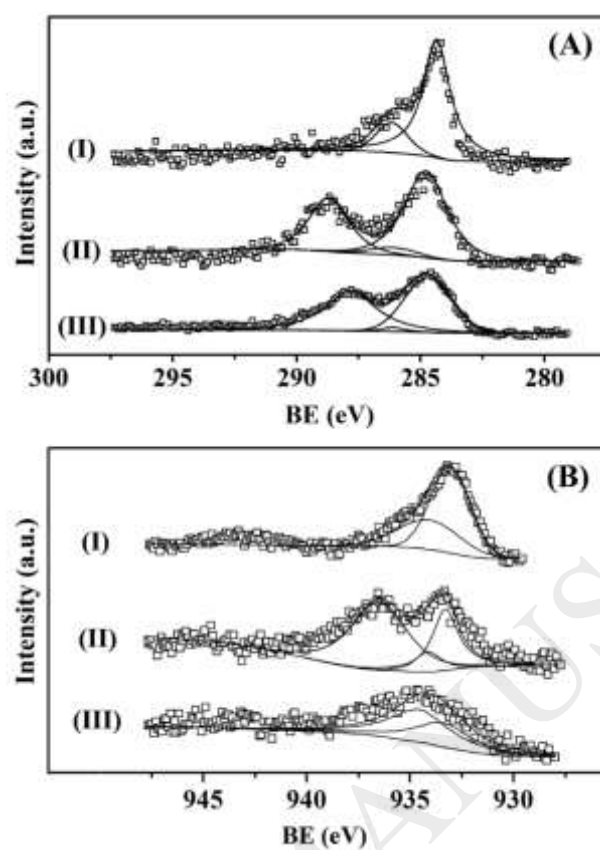 (A)
Intensity (a.u.)
(I)
(II)
(III)
300 295 290 285 280
BE (eV)
(B)
Intensity (a.u.)
(I)
(II)
(III)
945 940 935 930
BE (eV)